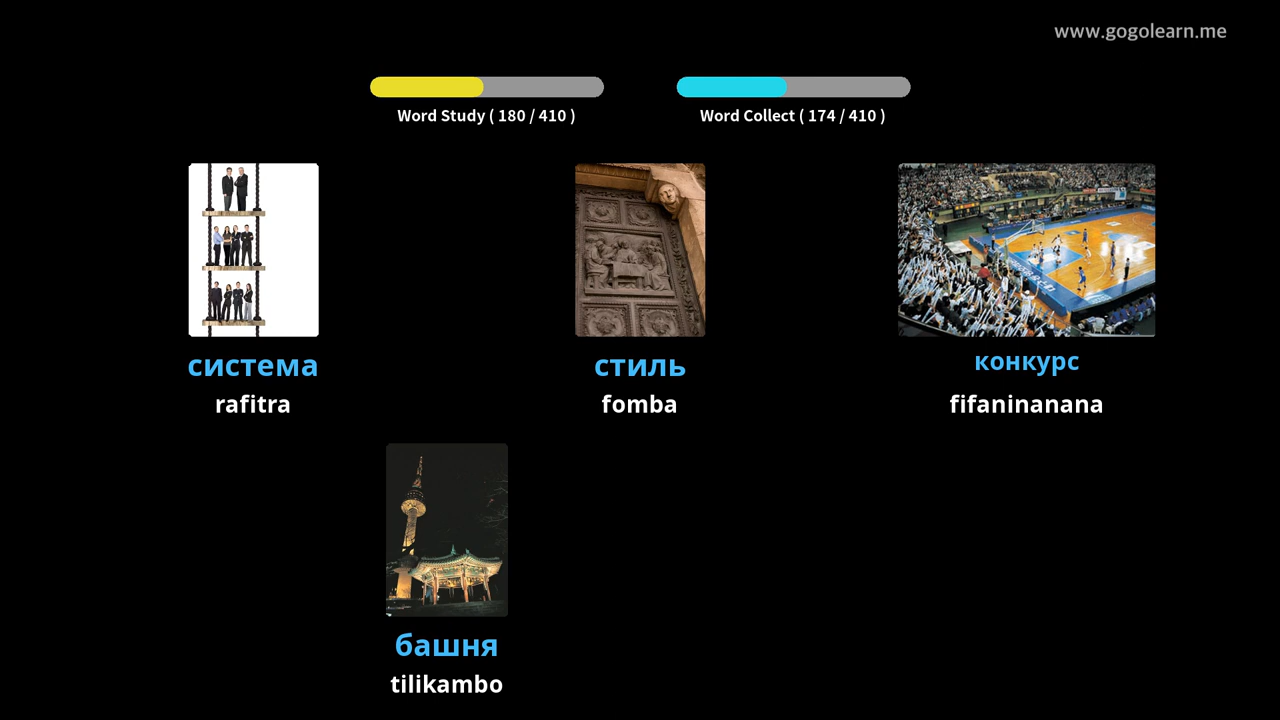 www.gogolearn.me
Word Study ( 180 / 410 )
Word Collect ( 174 / 410 )
система
rafitra
стиль
fomba
конкурс
fifaninanana
башня
tilikambo